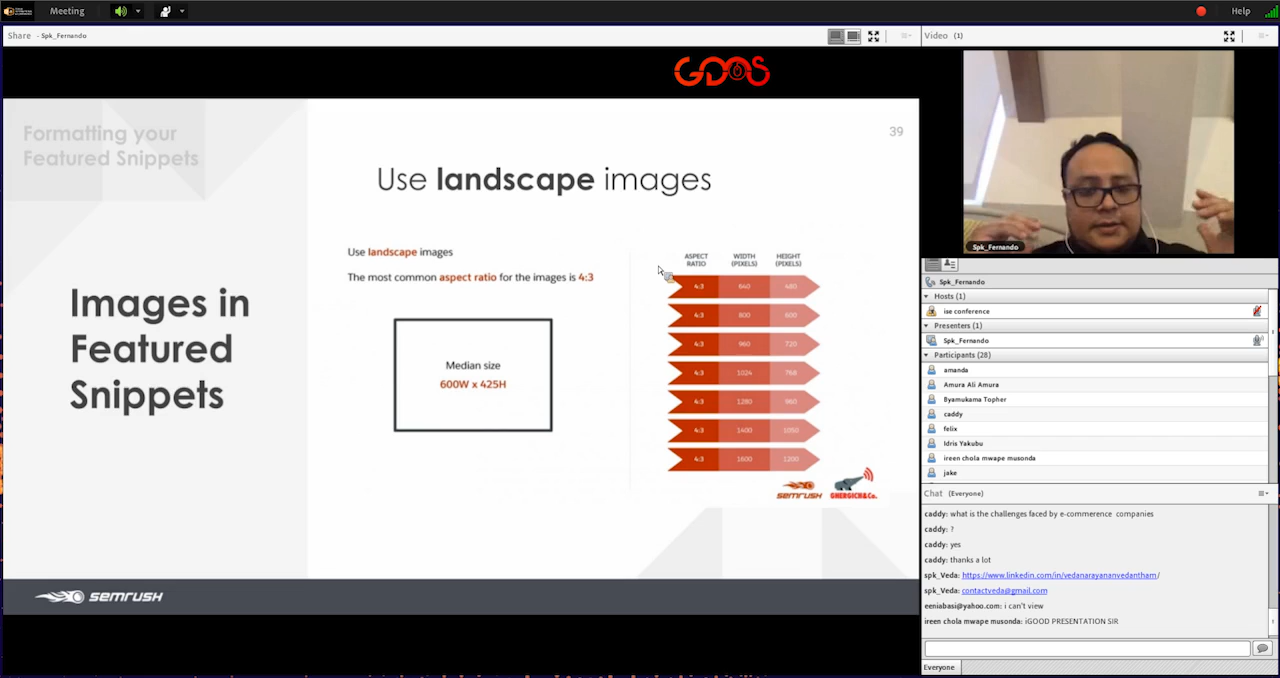 Meeting
Help
Share - Spk_Fernando
Video (1)
GDOS
Formatting your
Featured Snippets
39
Use landscape images
Images in
Featured
Snippets
Use landscape images
The most common aspect ratio for the images is 4:3
Median size
600W x 425H
ASPECT RATIO WIDTH (PIXELS) HEIGHT (PIXELS)
4:3 640 480
4:3 800 600
4:3 960 720
4:3 1024 768
4:3 1280 960
4:3 1400 1050
4:3 1600 1200
SEMRUSH GHERGICH&Co.
SEMRUSH
Spk_Fernando
Spk_Fernando
Hosts (1)
ise conference
Presenters (1)
Spk_Fernando
Participants (28)
amanda
Amura Ali Amura
Byamukama Topher
caddy
felix
Idris Yakubu
ireen chola mwape musonda
jake
Chat (Everyone)
caddy: what is the challenges faced by e-commerence companies
caddy: ?
caddy: yes
caddy: thanks a lot
spk_Veda: https://www.linkedin.com/in/vedanarayananvedantham/
spk_Veda: contactveda@gmail.com
eeniabasi@yahoo.com: i can't view
ireen chola mwape musonda: iGOOD PRESENTATION SIR
Everyone